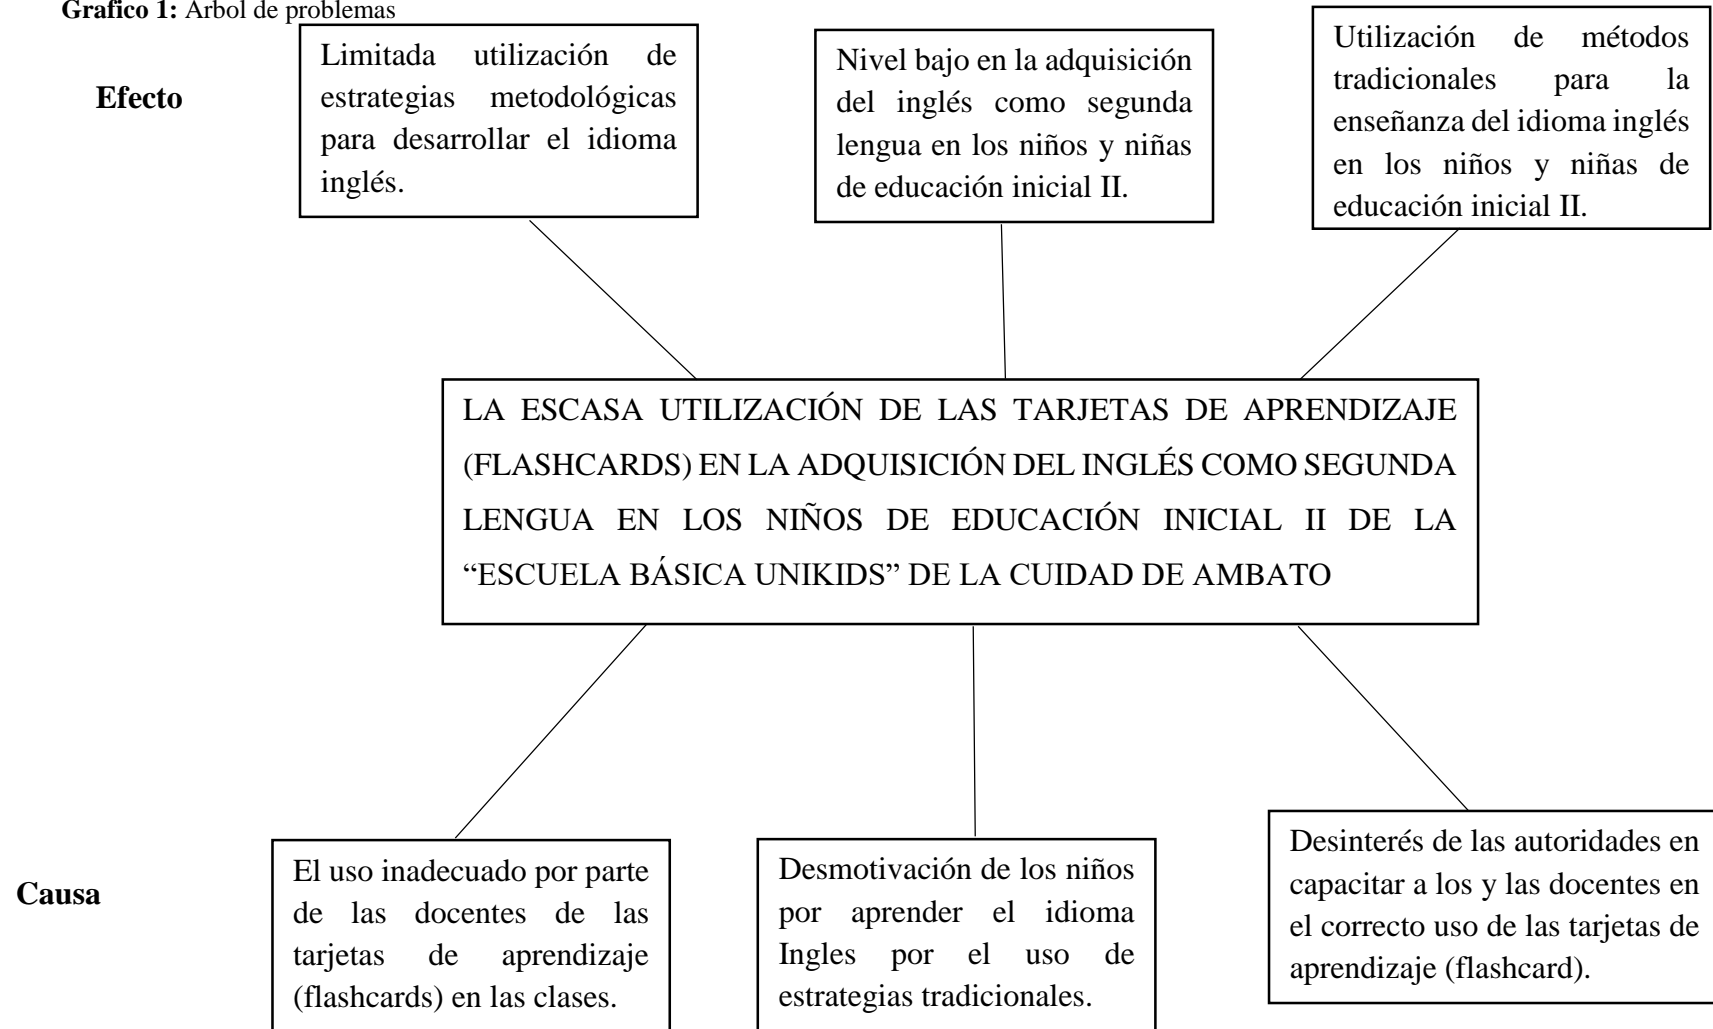 Grafico 1: Árbol de problemas
Efecto
Limitada utilización de
estrategias metodológicas
para desarrollar el idioma
inglés.
Nivel bajo en la adquisición
del inglés como segunda
lengua en los niños y niñas
de educación inicial II.
Utilización de métodos
tradicionales para la
enseñanza del idioma inglés
en los niños y niñas de
educación inicial II.
LA ESCASA UTILIZACIÓN DE LAS TARJETAS DE APRENDIZAJE
(FLASHCARDS) EN LA ADQUISICIÓN DEL INGLÉS COMO SEGUNDA
LENGUA EN LOS NIÑOS DE EDUCACIÓN INICIAL II DE LA
“ESCUELA BÁSICA UNIKIDS” DE LA CUIDAD DE AMBATO
Causa
El uso inadecuado por parte
de las docentes de las
tarjetas de aprendizaje
(flashcards) en las clases.
Desmotivación de los niños
por aprender el idioma
Ingles por el uso de
estrategias tradicionales.
Desinterés de las autoridades en
capacitar a los y las docentes en
el correcto uso de las tarjetas de
aprendizaje (flashcard).